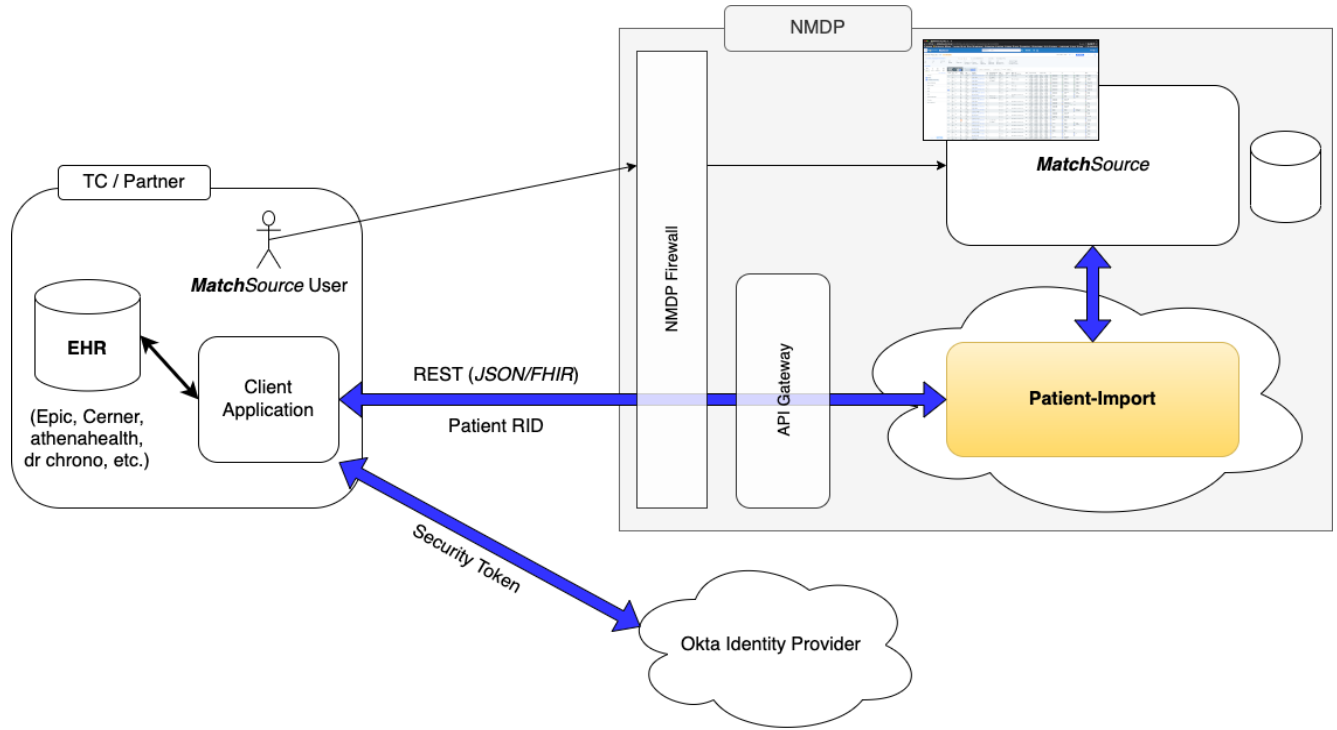 NMDP
TC / Partner
MatchSource
MatchSource User
NMDP Firewall
EHR
Client
Application
REST (JSON/FHIR)
Patient RID
API Gateway
Patient-Import
(Epic, Cerner,
athenahealth,
dr chrono, etc.)
Security Token
Okta Identity Provider